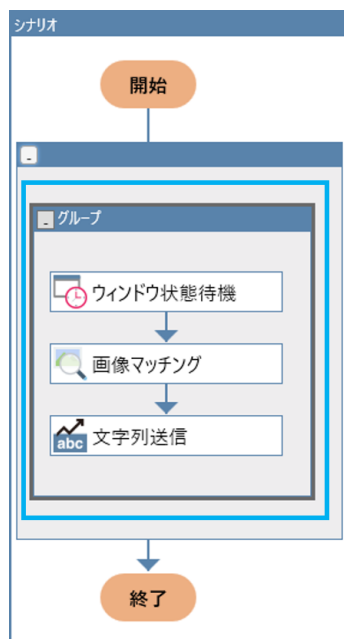 シナリオ
開始
グループ
ウィンドウ状態待機
画像マッチング
abc
文字列送信
終了